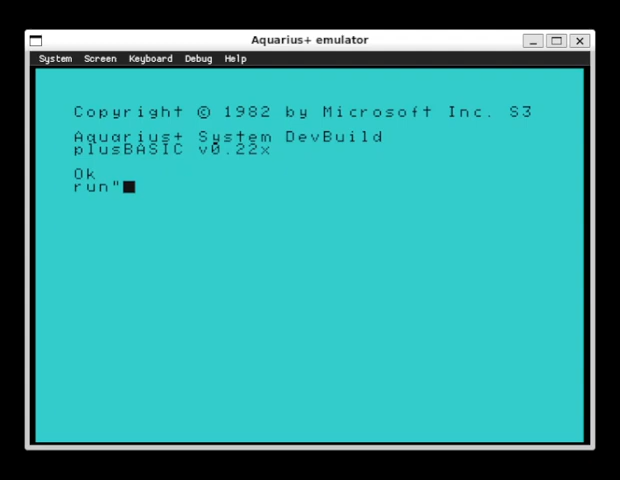 Aquarius+ emulator
System Screen Keyboard Debug Help
Copyright © 1982 by Microsoft Inc. S3
Aquarius+ System DevBuild
plusBASIC v0.22x
Ok
run"